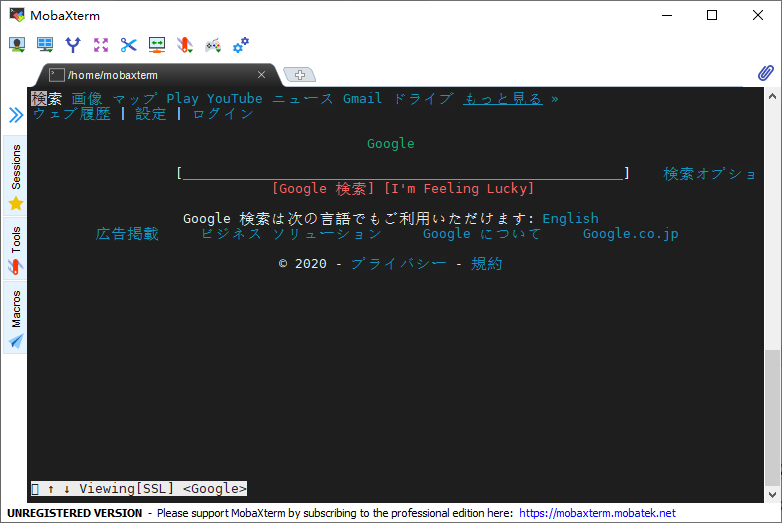 MobaXterm
/home/mobaxterm
検索 画像 マップ Play YouTube ニュース Gmail ドライブ もっと見る »
ウェブ履歴 | 設定 | ログイン
Google
[_______________________________________________________] 検索オプショ
[Google 検索] [I'm Feeling Lucky]
Google 検索は次の言語でもご利用いただけます: English
広告掲載 ビジネス ソリューション Google について Google.co.jp
© 2020 - プライバシー - 規約
↑ ↓ Viewing[SSL] <Google>
Sessions
Tools
Macros
UNREGISTERED VERSION - Please support MobaXterm by subscribing to the professional edition here: https://mobaxterm.mobatek.net